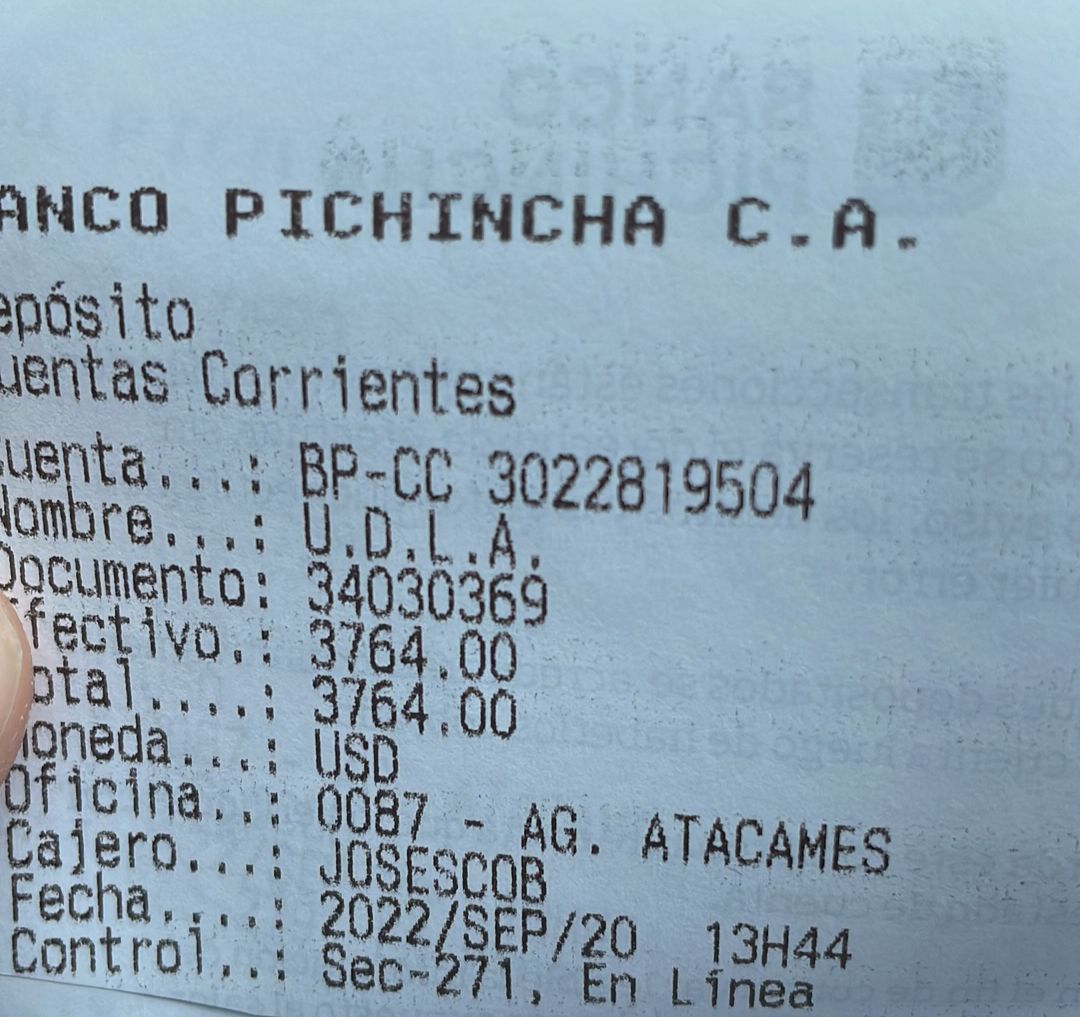 ANCO PICHINCHA C.A.
epósito
uentas Corrientes
uenta...: BP-CC 3022819504
Nombre...: U.D.L.A.
Documento: 34030369
fectivo.: 3764.00
otal....: 3764.00
oneda...: USD
Oficina..: 0087 - AG. ATACAMES
Cajero...: JOSESCOB
Fecha....: 2022/SEP/20 13H44
Control..: Sec-271, En Línea